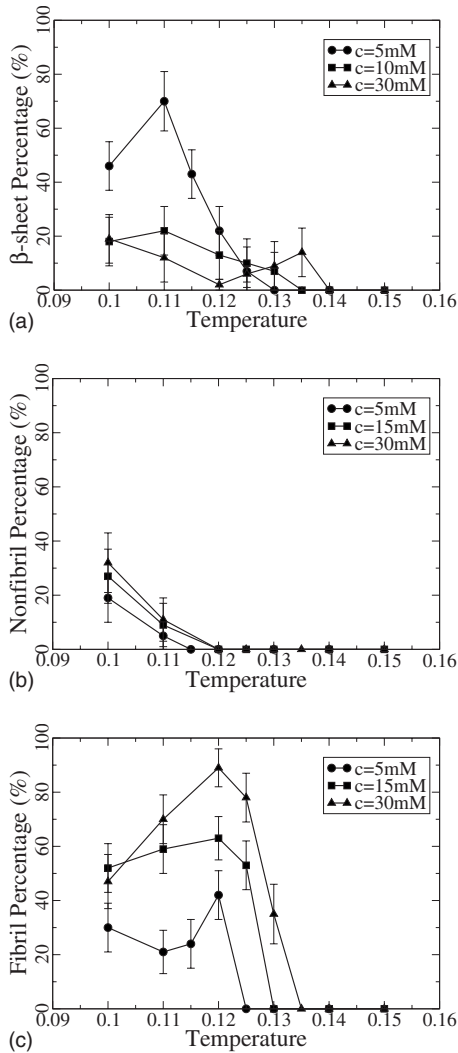 100
80
60
40
20
0
β-sheet Percentage (%)
c=5mM
c=10mM
c=30mM
0.09 0.1 0.11 0.12 0.13 0.14 0.15 0.16
Temperature
(a)
100
80
60
40
20
0
Nonfibril Percentage (%)
c=5mM
c=15mM
c=30mM
0.09 0.1 0.11 0.12 0.13 0.14 0.15 0.16
Temperature
(b)
100
80
60
40
20
0
Fibril Percentage (%)
c=5mM
c=15mM
c=30mM
0.09 0.1 0.11 0.12 0.13 0.14 0.15 0.16
Temperature
(c)